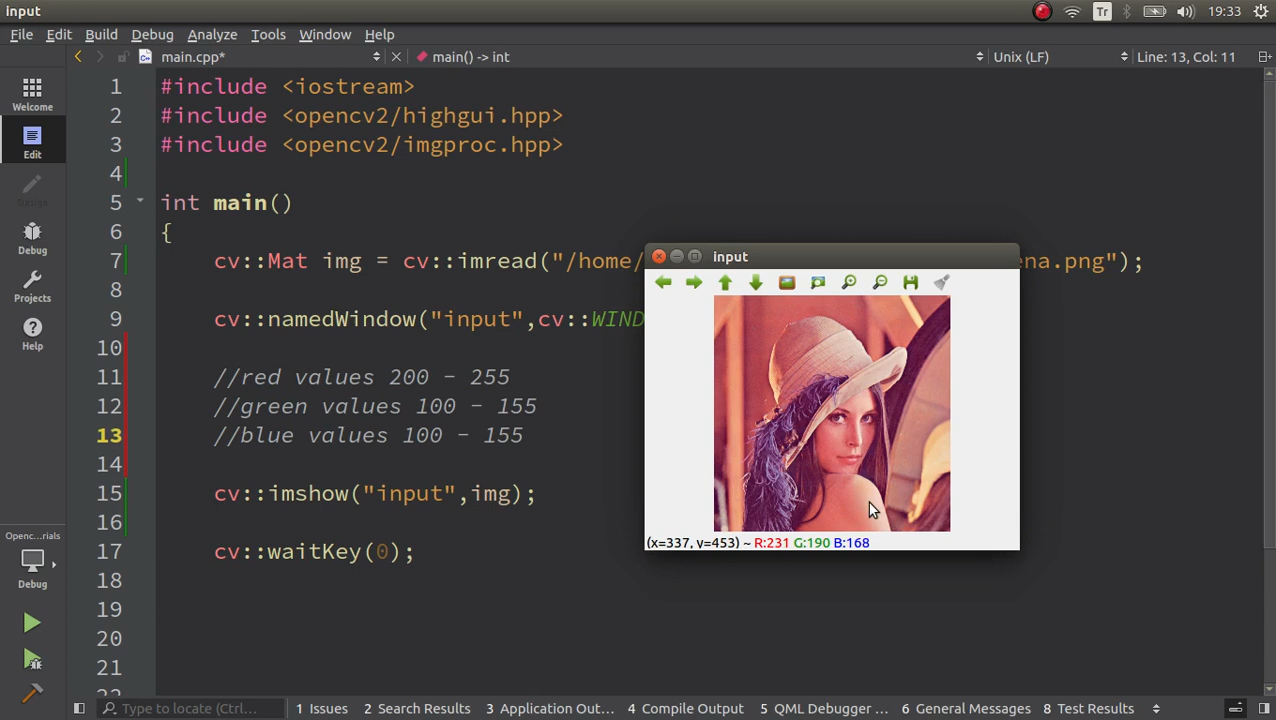 input
Tr
19:33
File Edit Build Debug Analyze Tools Window Help
main.cpp*
main() -> int
Unix (LF)
Line: 13, Col: 11
Welcome
Edit
Design
Debug
Projects
Help
Openc...rials
Debug
1 #include <iostream>
2 #include <opencv2/highgui.hpp>
3 #include <opencv2/imgproc.hpp>
4
5 int main()
6 {
7 cv::Mat img = cv::imread("/home/ ena.png");
8
9 cv::namedWindow("input",cv::WIND
10
11 //red values 200 - 255
12 //green values 100 - 155
13 //blue values 100 - 155
14
15 cv::imshow("input",img);
16
17 cv::waitKey(0);
18
19
20
21
22
input
(x=337, y=453) ~ R:231 G:190 B:168
Type to locate (Ctrl...
1 Issues 2 Search Results 3 Application Out... 4 Compile Output 5 QML Debugger ... 6 General Messages 8 Test Results